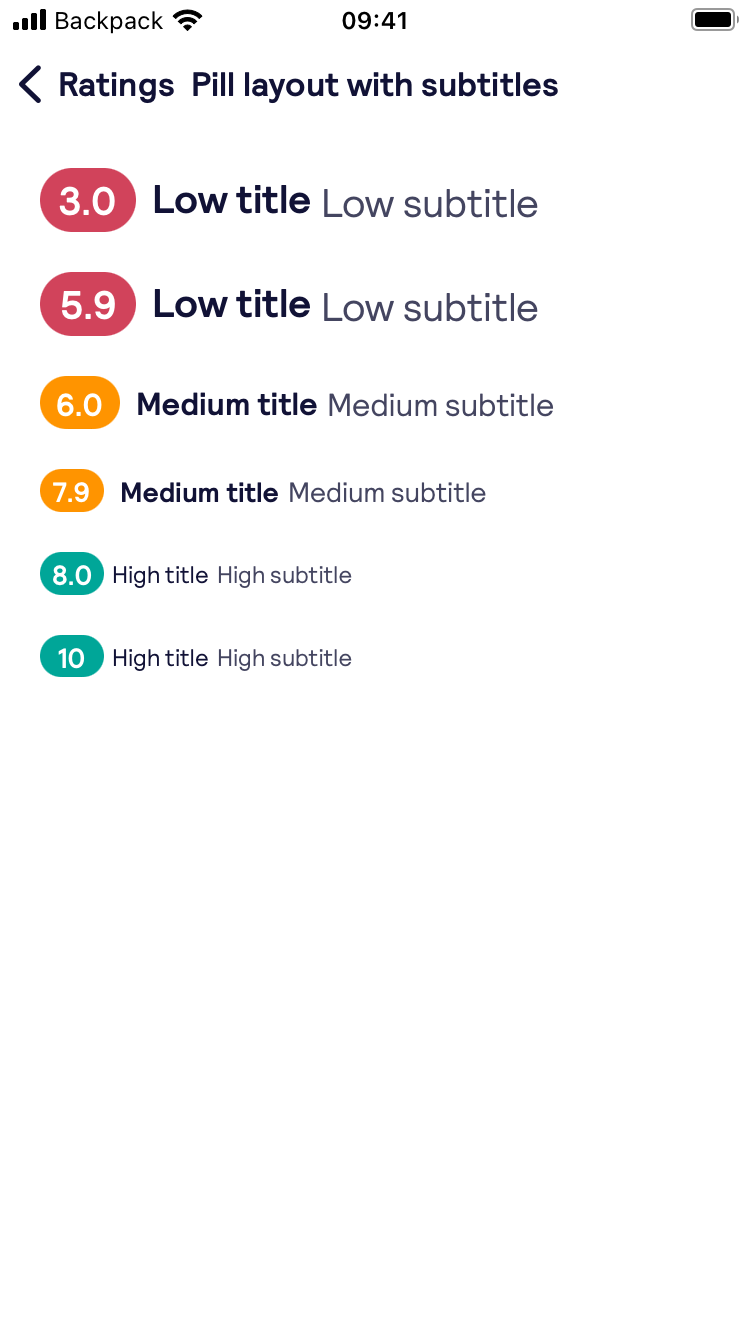 Backpack 09:41
Ratings Pill layout with subtitles
3.0 Low title Low subtitle
5.9 Low title Low subtitle
6.0 Medium title Medium subtitle
7.9 Medium title Medium subtitle
8.0 High title High subtitle
10 High title High subtitle